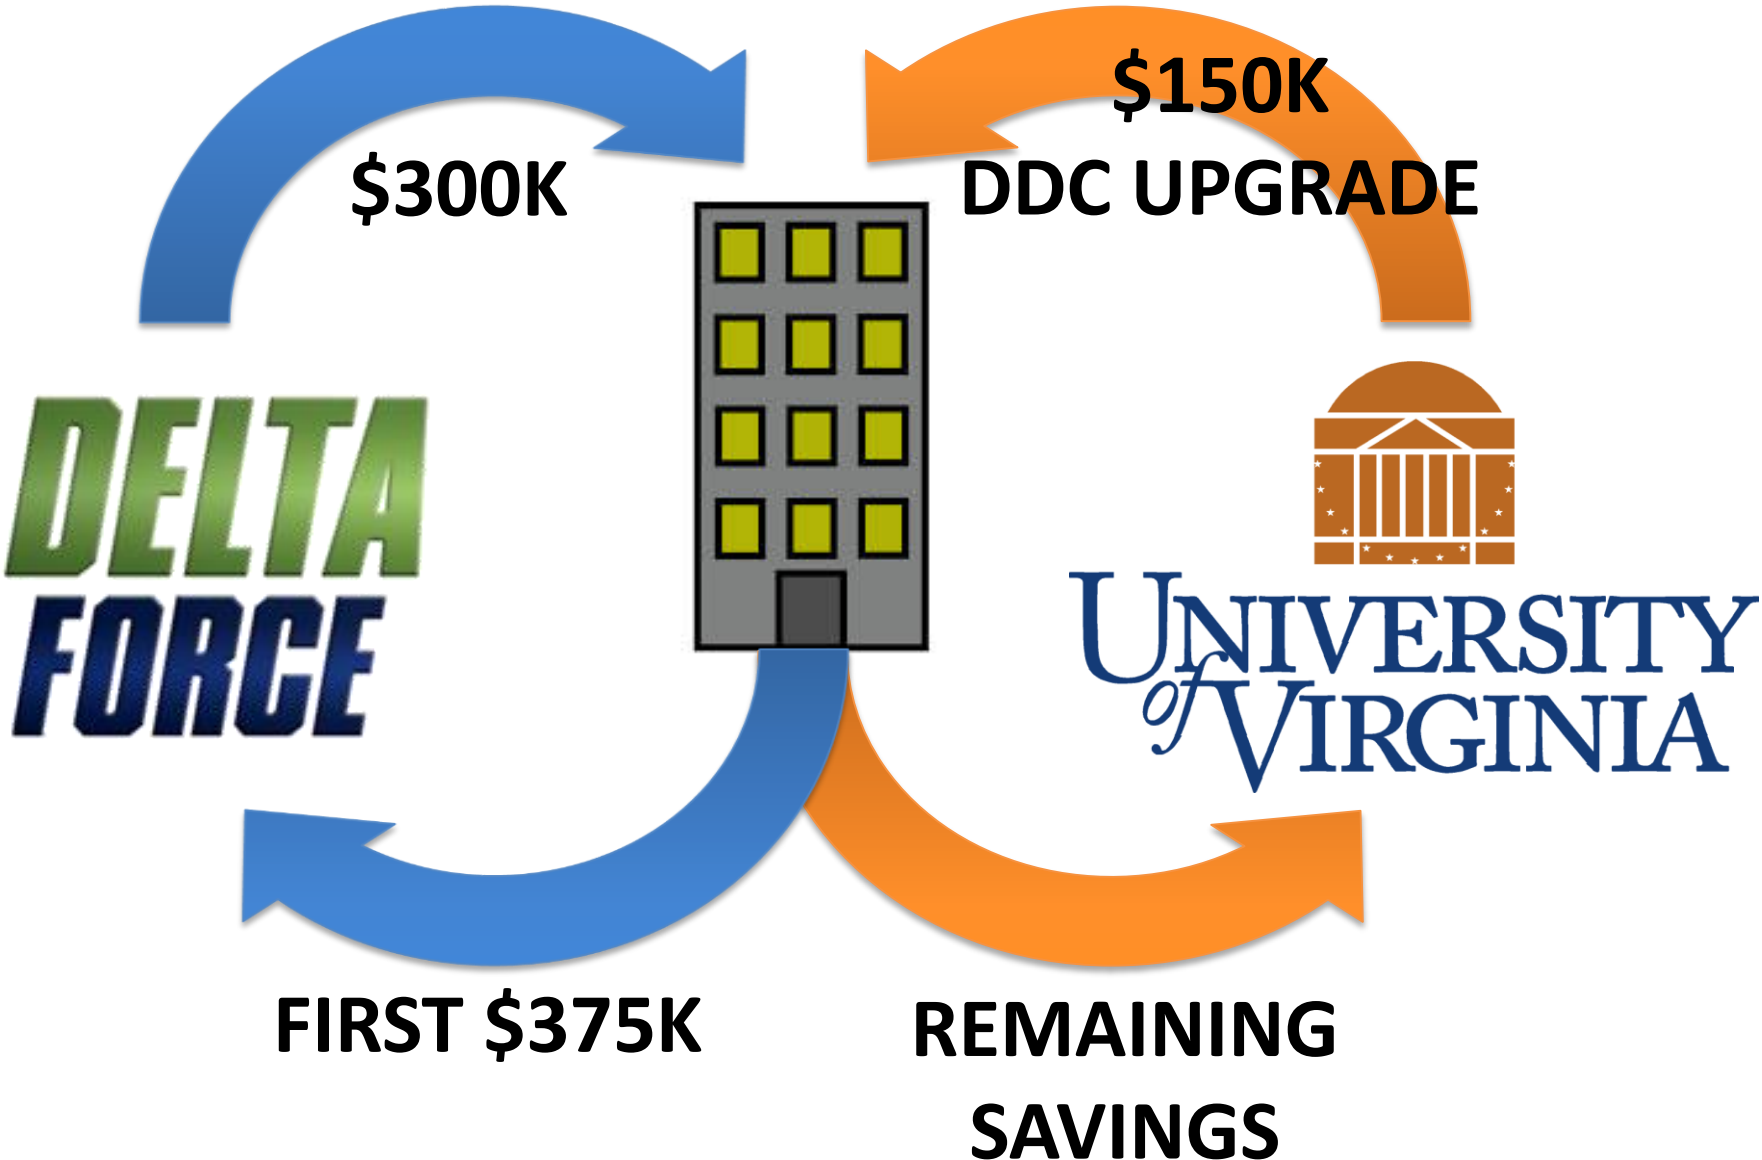 $150K
$300K
DDC UPGRADE
DELTA
FORCE
UNIVERSITY
of VIRGINIA
FIRST $375K
REMAINING
SAVINGS